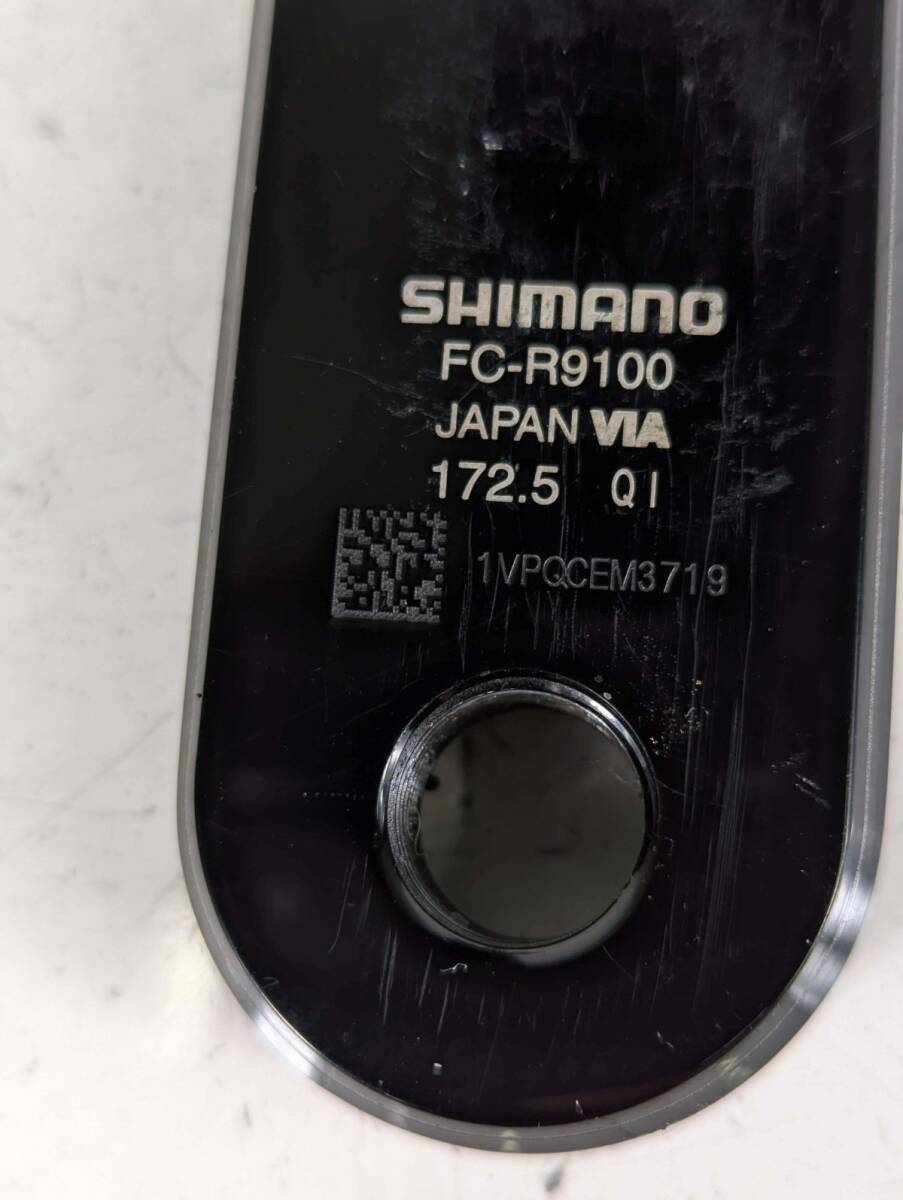 SHIMANO
FC-R9100
JAPAN VIA
172.5 QI
1VPQCEM3719